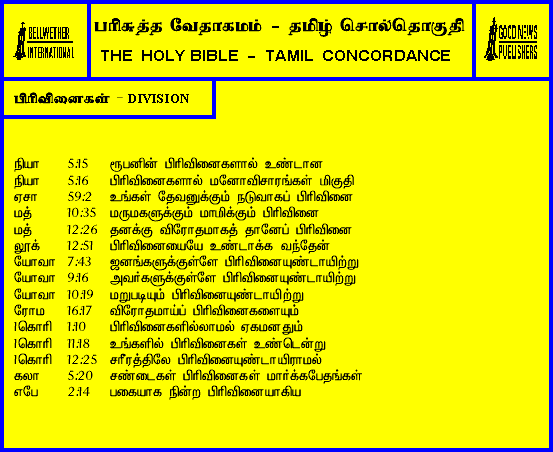 BELLWETHER
INTERNATIONAL
பரிசுத்த வேதாகமம் - தமிழ் சொல்தொகுதி
THE HOLY BIBLE - TAMIL CONCORDANCE
GOOD NEWS
PUBLISHERS
பிரிவினைகள் - DIVISION
நியா 5:15 ரூபனின் பிரிவினைகளால் உண்டான
நியா 5:16 பிரிவினைகளால் மனோவிசாரங்கள் மிகுதி
ஏசா 59:2 உங்கள் தேவனுக்கும் நடுவாகப் பிரிவினை
மத் 10:35 மருமகளுக்கும் மாமிக்கும் பிரிவினை
மத் 12:26 தனக்கு விரோதமாகத் தானேப் பிரிவினை
லூக் 12:51 பிரிவினையையே உண்டாக்க வந்தேன்
யோவா 7:43 ஜனங்களுக்குள்ளே பிரிவினையுண்டாயிற்று
யோவா 9:16 அவர்களுக்குள்ளே பிரிவினையுண்டாயிற்று
யோவா 10:19 மறுபடியும் பிரிவினையுண்டாயிற்று
ரோம 16:17 விரோதமாய்ப் பிரிவினைகளையும்
1கொரி 1:10 பிரிவினைகளில்லாமல் ஏகமனதும்
1கொரி 11:18 உங்களில் பிரிவினைகள் உண்டென்று
1கொரி 12:25 சரீரத்திலே பிரிவினையுண்டாயிராமல்
கலா 5:20 சண்டைகள் பிரிவினைகள் மார்க்கபேதங்கள்
எபே 2:14 பகையாக நின்ற பிரிவினையாகிய